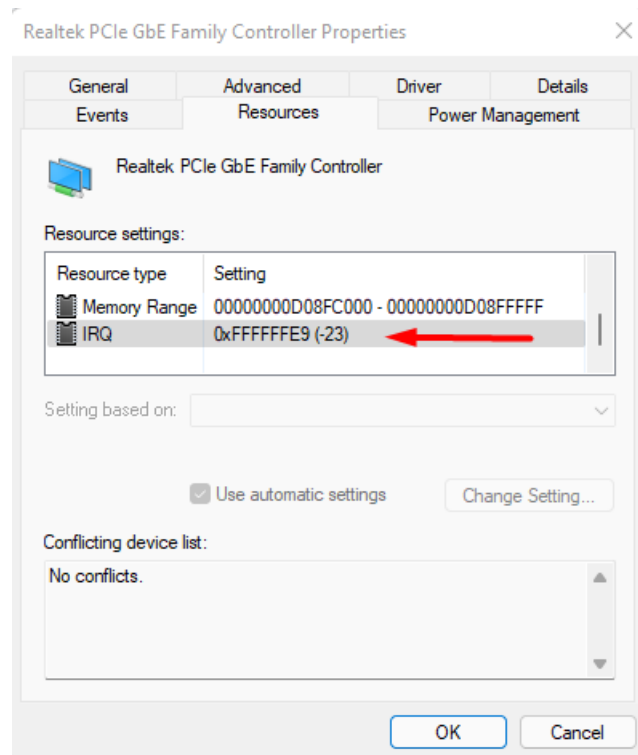 Realtek PCIe GbE Family Controller Properties
General Advanced Driver Details
Events Resources Power Management
Realtek PCIe GbE Family Controller
Resource settings:
Resource type Setting
Memory Range 00000000D08FC000 - 00000000D08FFFFF
IRQ 0xFFFFFFE9 (-23)
Setting based on:
Use automatic settings Change Setting...
Conflicting device list:
No conflicts.
OK Cancel